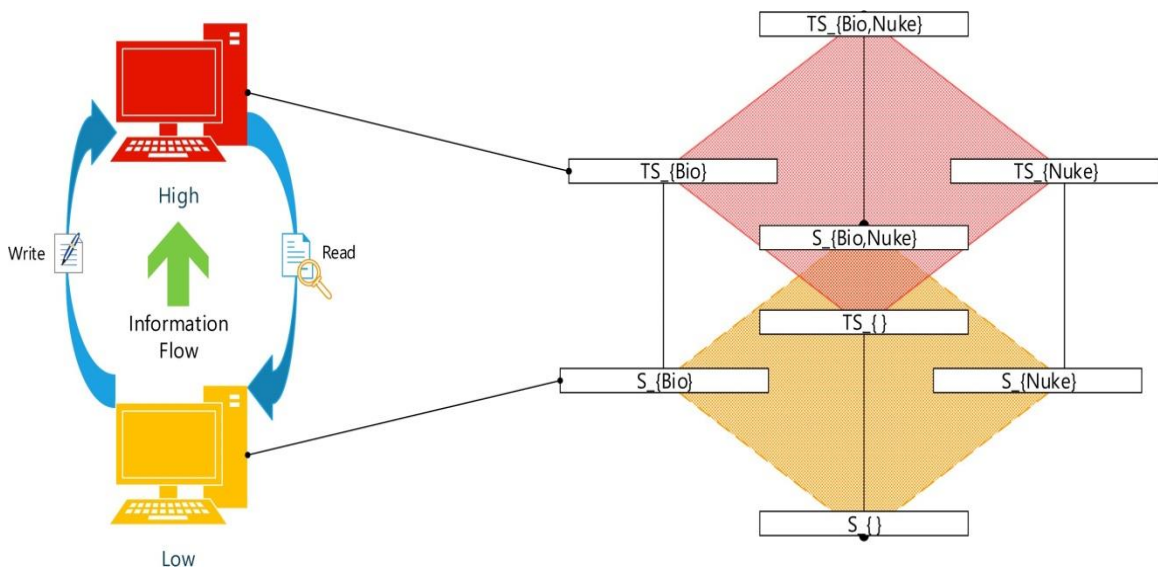 High
Write
Read
Information
Flow
Low
TS_{Bio,Nuke}
TS_{Bio}
TS_{Nuke}
S_{Bio,Nuke}
TS_{ }
S_{Bio}
S_{Nuke}
S_{ }